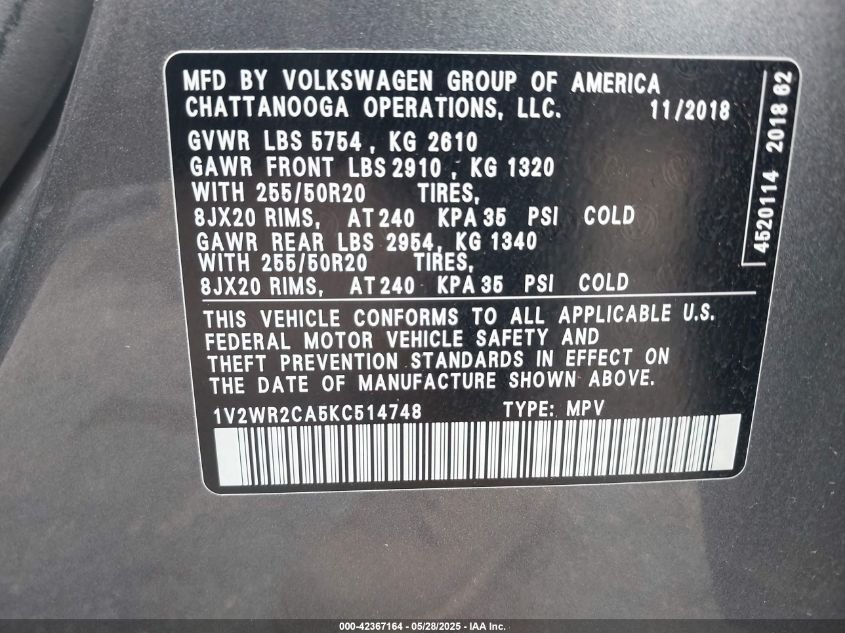 MFD BY VOLKSWAGEN GROUP OF AMERICA
CHATTANOOGA OPERATIONS, LLC. 11/2018
GVWR LBS 5754 , KG 2610
GAWR FRONT LBS 2910 , KG 1320
WITH 255/50R20 TIRES,
8JX20 RIMS, AT 240 KPA 35 PSI COLD
GAWR REAR LBS 2954, KG 1340
WITH 255/50R20 TIRES,
8JX20 RIMS, AT 240 KPA 35 PSI COLD
THIS VEHICLE CONFORMS TO ALL APPLICABLE U.S.
FEDERAL MOTOR VEHICLE SAFETY AND
THEFT PREVENTION STANDARDS IN EFFECT ON
THE DATE OF MANUFACTURE SHOWN ABOVE.
1V2WR2CA5KC514748 TYPE: MPV
4520114 2018 62
000-42367164 - 05/28/2025 - IAA Inc.